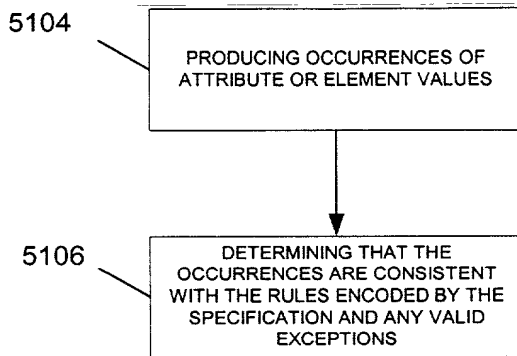 5104
PRODUCING OCCURRENCES OF
ATTRIBUTE OR ELEMENT VALUES
5106
DETERMINING THAT THE
OCCURRENCES ARE CONSISTENT
WITH THE RULES ENCODED BY THE
SPECIFICATION AND ANY VALID
EXCEPTIONS